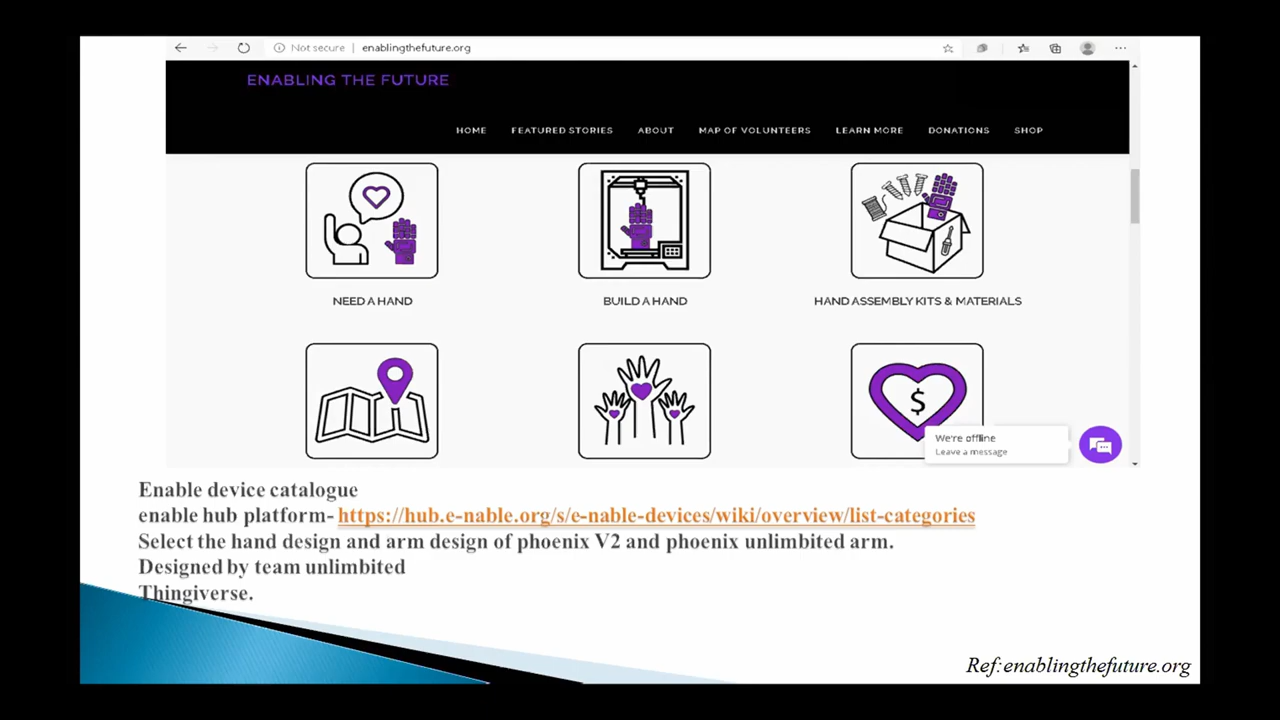 Not secure | enablingthefuture.org
ENABLING THE FUTURE
HOME FEATURED STORIES ABOUT MAP OF VOLUNTEERS LEARN MORE DONATIONS SHOP
NEED A HAND BUILD A HAND HAND ASSEMBLY KITS & MATERIALS
$
We're offline
Leave a message
Enable device catalogue
enable hub platform- https://hub.e-nable.org/s/e-nable-devices/wiki/overview/list-categories
Select the hand design and arm design of phoenix V2 and phoenix unlimbited arm.
Designed by team unlimbited
Thingiverse.
Ref:enablingthefuture.org